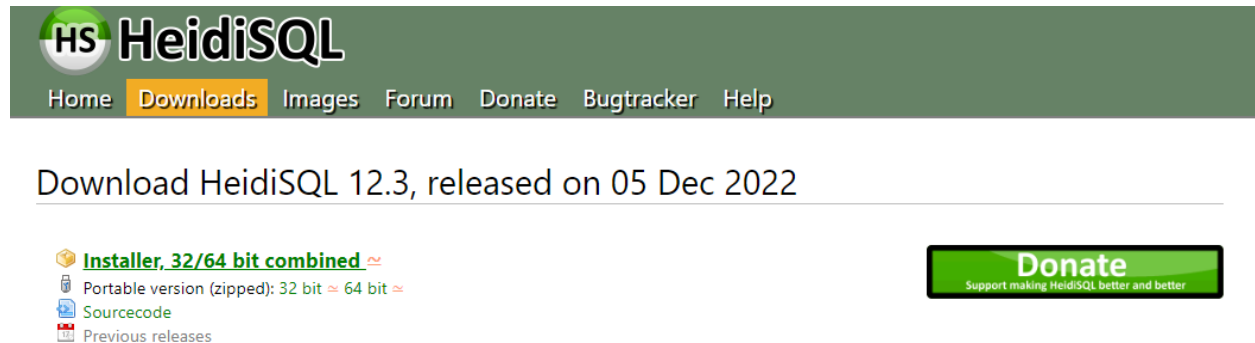 HS HeidiSQL
Home Downloads Images Forum Donate Bugtracker Help
Download HeidiSQL 12.3, released on 05 Dec 2022
Installer, 32/64 bit combined ≃
Portable version (zipped): 32 bit ≃ 64 bit ≃
Sourcecode
Previous releases
Donate
Support making HeidiSQL better and better